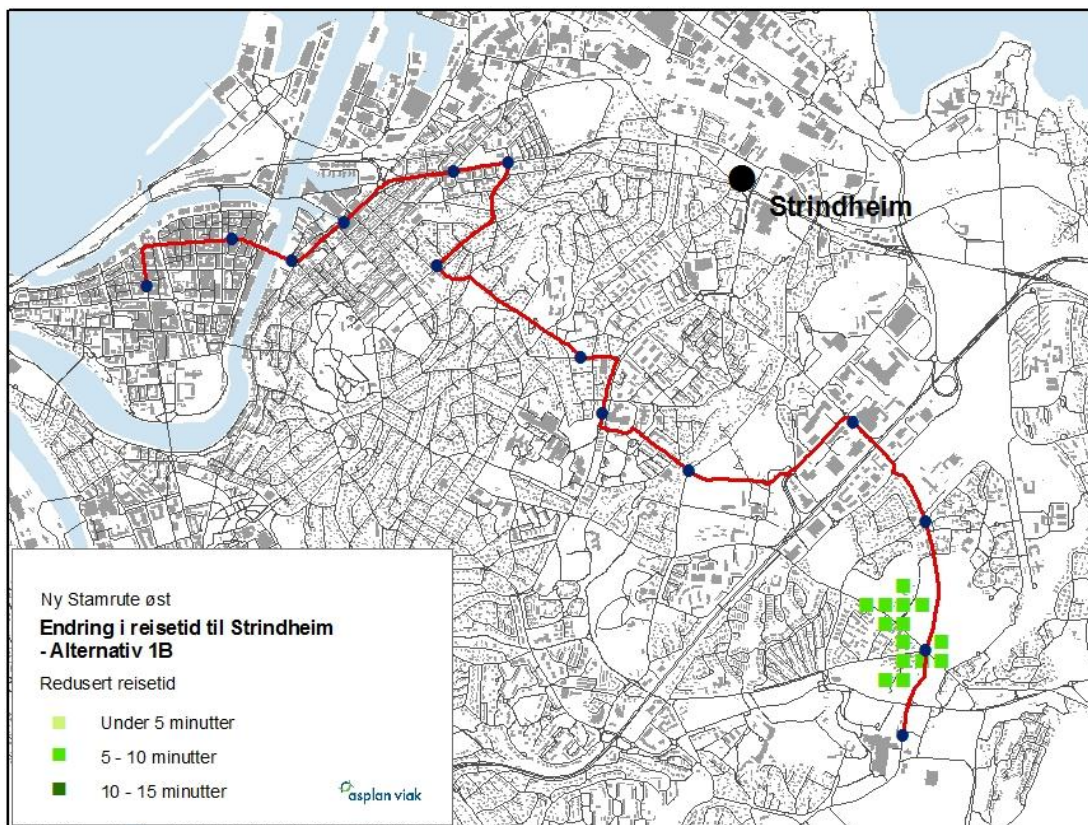 Strindheim
Ny Stamrute øst
Endring i reisetid til Strindheim
- Alternativ 1B
Redusert reisetid
Under 5 minutter
5 - 10 minutter
10 - 15 minutter
asplan viak